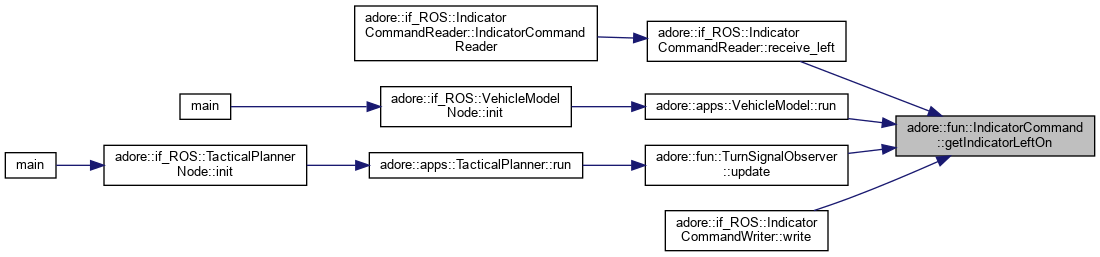 adore::if_ROS::Indicator
CommandReader::IndicatorCommand
Reader
adore::if_ROS::Indicator
CommandReader::receive_left
main
adore::if_ROS::VehicleModel
Node::init
adore::apps::VehicleModel::run
adore::fun::IndicatorCommand
::getIndicatorLeftOn
main
adore::if_ROS::TacticalPlanner
Node::init
adore::apps::TacticalPlanner::run
adore::fun::TurnSignalObserver
::update
adore::if_ROS::Indicator
CommandWriter::write